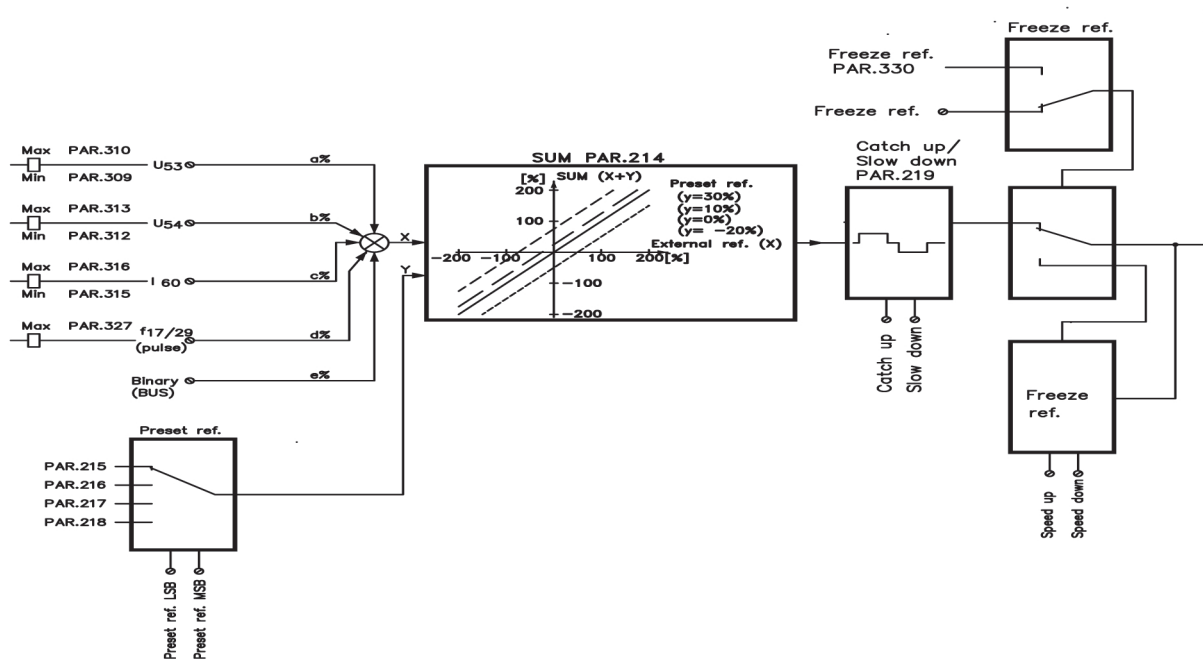 Freeze ref.
Freeze ref.
PAR.330
Freeze ref.
Max PAR.310
U53
Min PAR.309
a%
Max PAR.313
U54
Min PAR.312
b%
Max PAR.316
I 60
Min PAR.315
c%
Max PAR.327
f17/29
(pulse)
d%
Binary
(BUS)
e%
X
Y
SUM PAR.214
[%] SUM (X+Y)
200
100
-200 -100
100 200[%]
-100
-200
Preset ref.
(y=30%)
(y=10%)
(y=0%)
(y= -20%)
External ref. (X)
Catch up/
Slow down
PAR.219
Catch up
Slow down
Freeze
ref.
Speed up
Speed down
Preset ref.
PAR.215
PAR.216
PAR.217
PAR.218
Preset ref. LSB
Preset ref. MSB